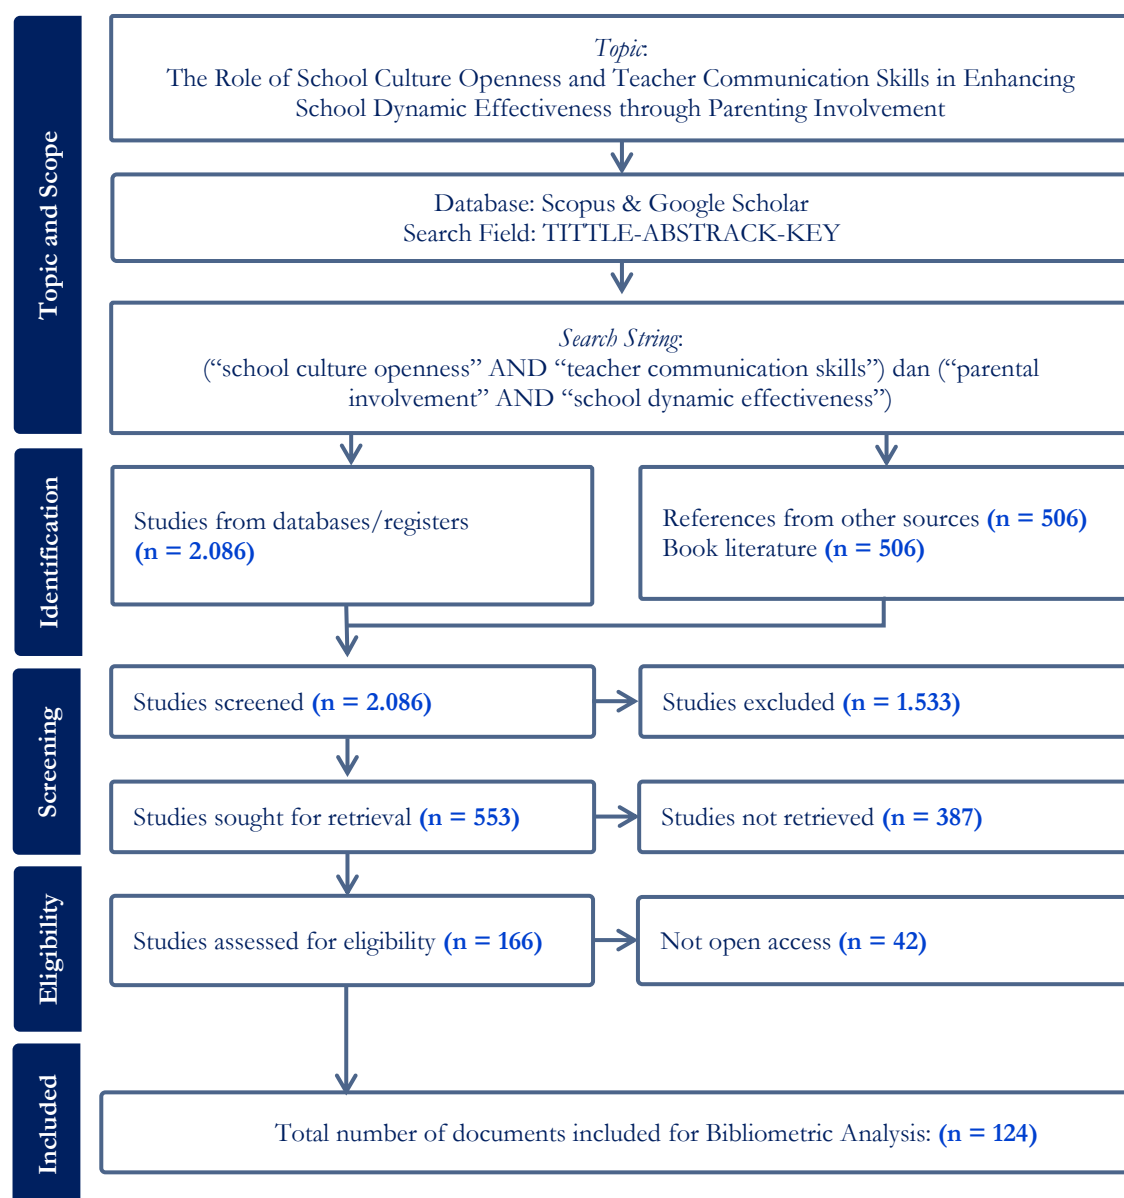 Topic and Scope
Topic:
The Role of School Culture Openness and Teacher Communication Skills in Enhancing
School Dynamic Effectiveness through Parenting Involvement
Database: Scopus & Google Scholar
Search Field: TITTLE-ABSTRACK-KEY
Search String:
(“school culture openness” AND “teacher communication skills”) dan (“parental
involvement” AND “school dynamic effectiveness”)
Identification
Studies from databases/registers
(n = 2.086)
References from other sources (n = 506)
Book literature (n = 506)
Screening
Studies screened (n = 2.086)
Studies excluded (n = 1.533)
Studies sought for retrieval (n = 553)
Studies not retrieved (n = 387)
Eligibility
Studies assessed for eligibility (n = 166)
Not open access (n = 42)
Included
Total number of documents included for Bibliometric Analysis: (n = 124)